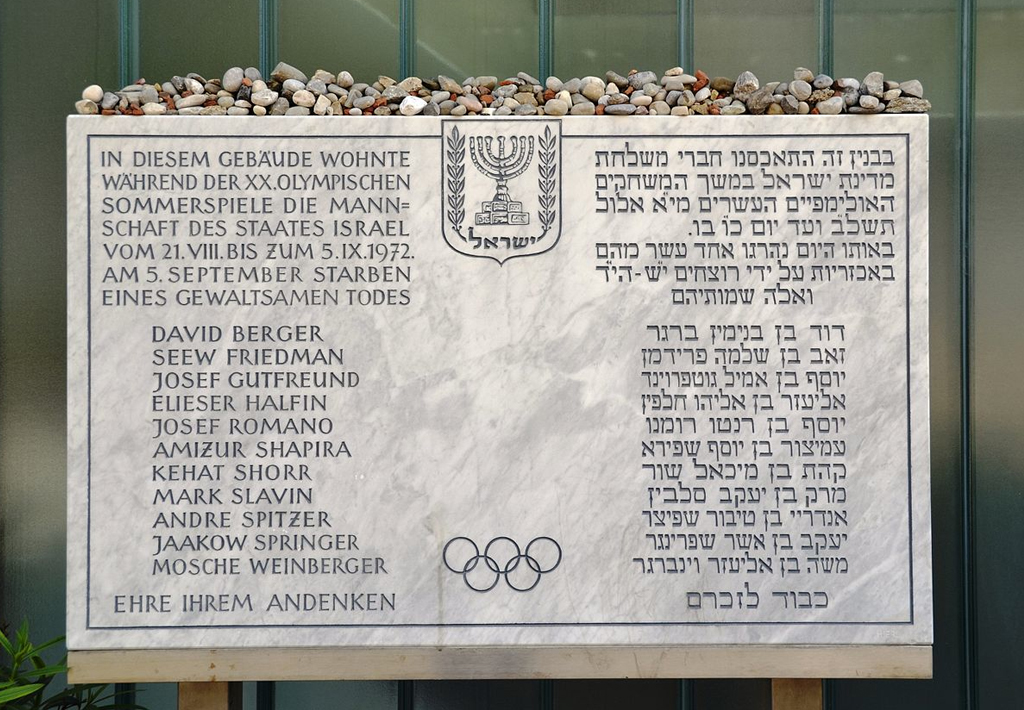 IN DIESEM GEBÄUDE WOHNTE
WÄHREND DER XX.OLYMPISCHEN
SOMMERSPIELE DIE MANN=
SCHAFT DES STAATES ISRAEL
VOM 21.VIII.BIS ZUM 5.IX.1972.
AM 5.SEPTEMBER STARBEN
EINES GEWALTSAMEN TODES
DAVID BERGER
SEEW FRIEDMAN
JOSEF GUTFREUND
ELIESER HALFIN
JOSEF ROMANO
AMIZUR SHAPIRA
KEHAT SHORR
MARK SLAVIN
ANDRE SPITZER
JAAKOW SPRINGER
MOSCHE WEINBERGER
EHRE IHREM ANDENKEN
ישראל
בבנין זה התאכסנו חברי משלחת
מדינת ישראל במשך המשחקים
האולימפיים העשרים מי״א אלול
תשל״ב ועד יום כ״ו בו.
באותו היום נהרגו אחד עשר מהם
באכזריות על ידי רוצחים י״ש-הי״ד
ואלה שמותיהם
דוד בן בנימין ברגר
זאב בן שלמה פרידמן
יוסף בן אמיל גוטפרוינד
אליעזר בן אליהו חלפין
יוסף בן רנטו רומנו
עמיצור בן יוסף שפירא
קהת בן מיכאל שור
מרק בן יעקב סלבין
אנדריי בן טיבור שפיצר
יעקב בן אשר שפרינגר
משה בן אליעזר וינברגר
כבוד לזכרם